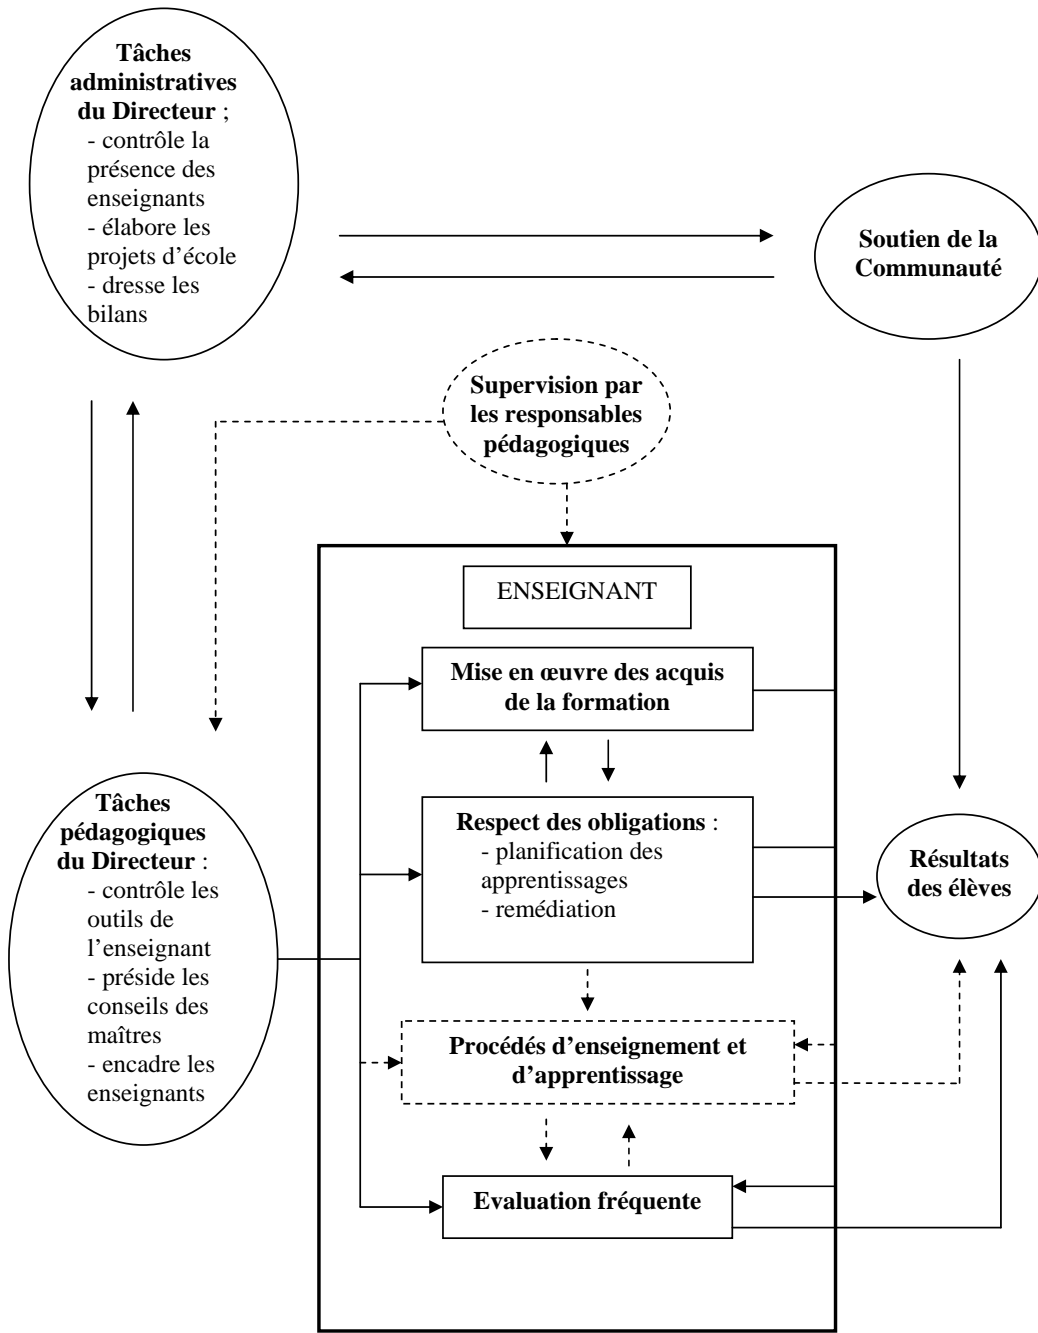 Tâches
administratives
du Directeur ;
- contrôle la
présence des
enseignants
- élabore les
projets d’école
- dresse les
bilans
Soutien de la
Communauté
Supervision par
les responsables
pédagogiques
ENSEIGNANT
Mise en œuvre des acquis
de la formation
Tâches
pédagogiques
du Directeur :
- contrôle les
outils de
l’enseignant
- préside les
conseils des
maîtres
- encadre les
enseignants
Respect des obligations :
- planification des
apprentissages
- remédiation
Résultats
des élèves
Procédés d’enseignement et
d’apprentissage
Evaluation fréquente